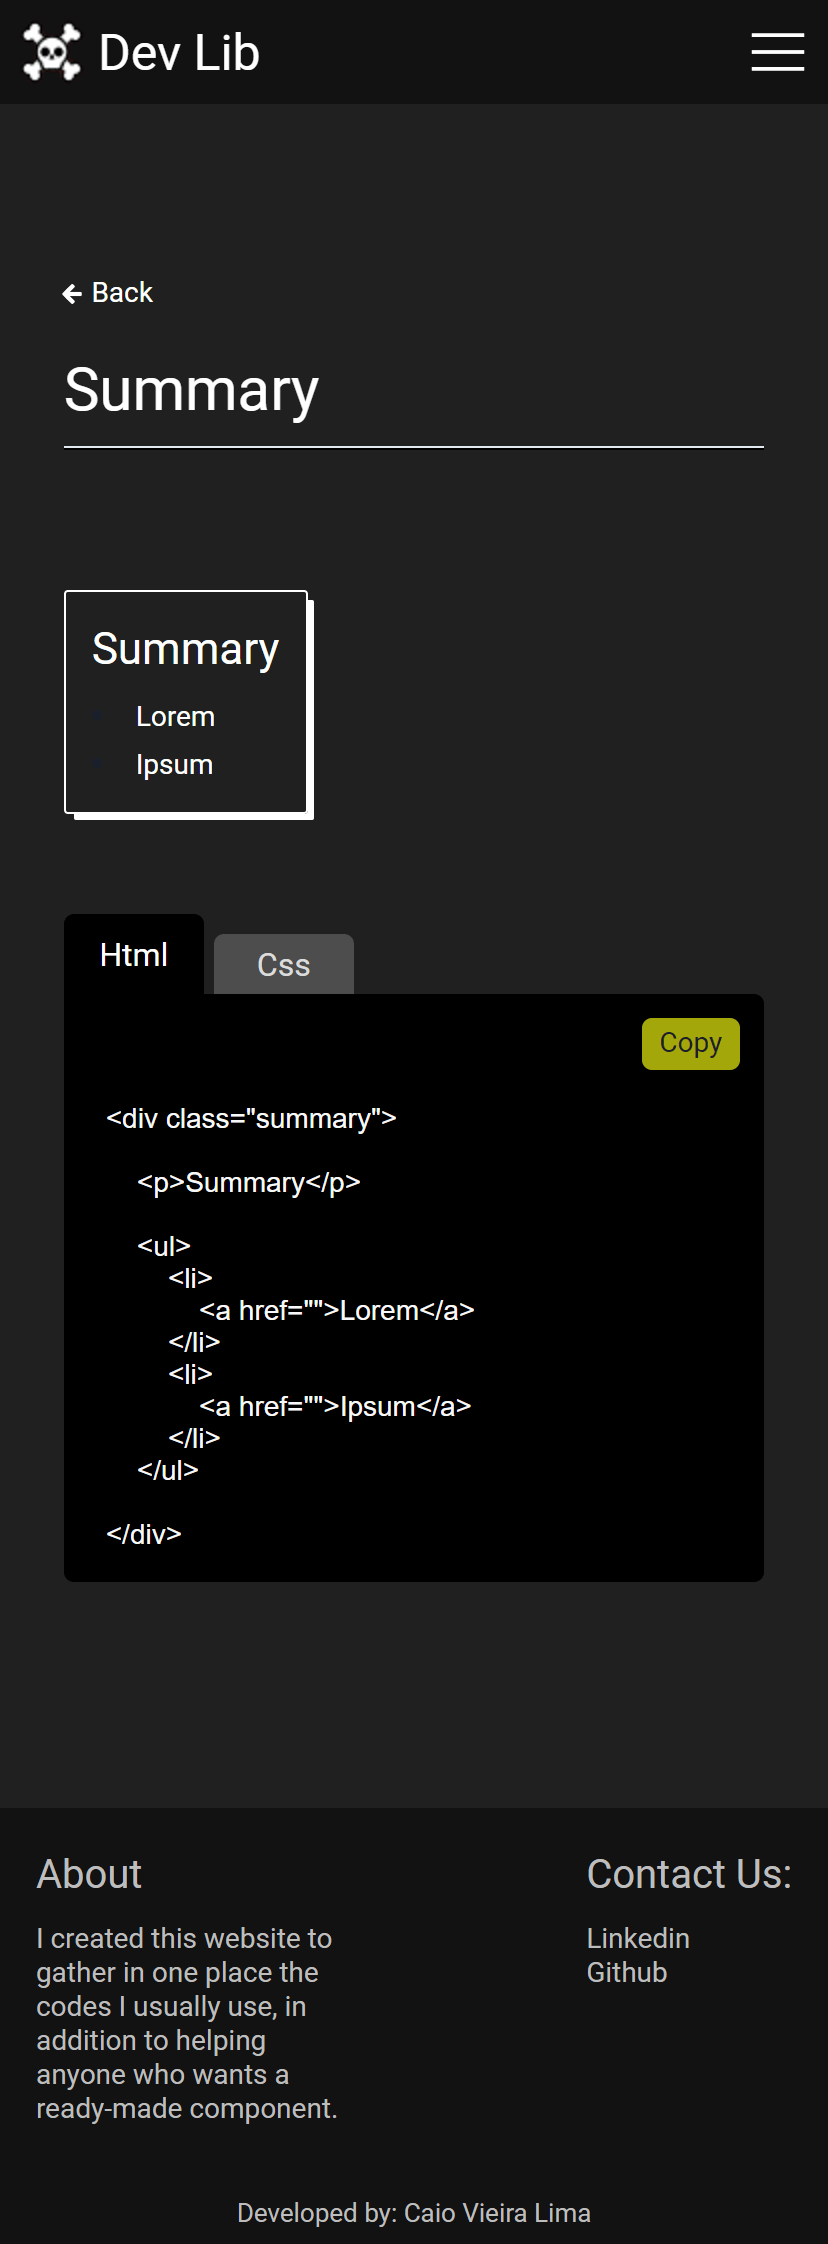 Dev Lib
Back
Summary
Summary
Lorem
Ipsum
Html
Css
Copy
<div class="summary">
<p>Summary</p>
<ul>
<li>
<a href="">Lorem</a>
</li>
<li>
<a href="">Ipsum</a>
</li>
</ul>
</div>
About
I created this website to
gather in one place the
codes I usually use, in
addition to helping
anyone who wants a
ready-made component.
Contact Us:
Linkedin
Github
Developed by: Caio Vieira Lima